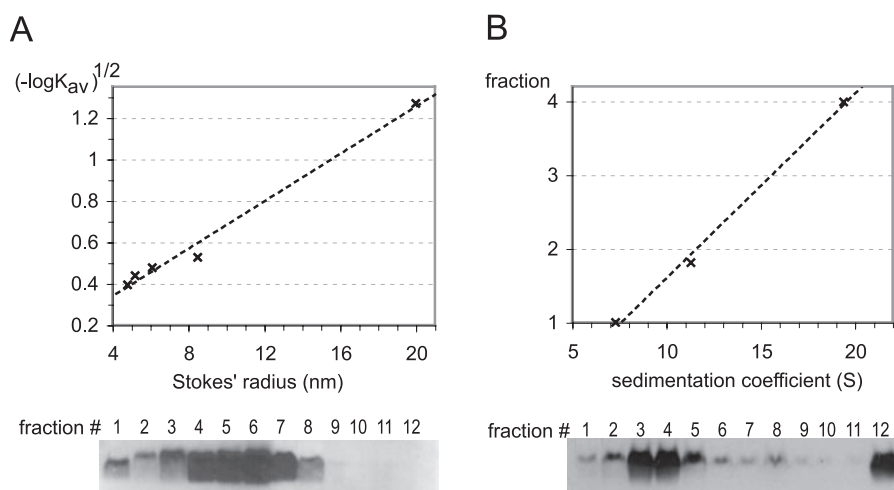 A
(-logKav)1/2
1.2
1
0.8
0.6
0.4
0.2
4 8 12 16 20
Stokes' radius (nm)
fraction # 1 2 3 4 5 6 7 8 9 10 11 12
B
fraction
4
3
2
1
5 10 15 20
sedimentation coefficient (S)
fraction # 1 2 3 4 5 6 7 8 9 10 11 12